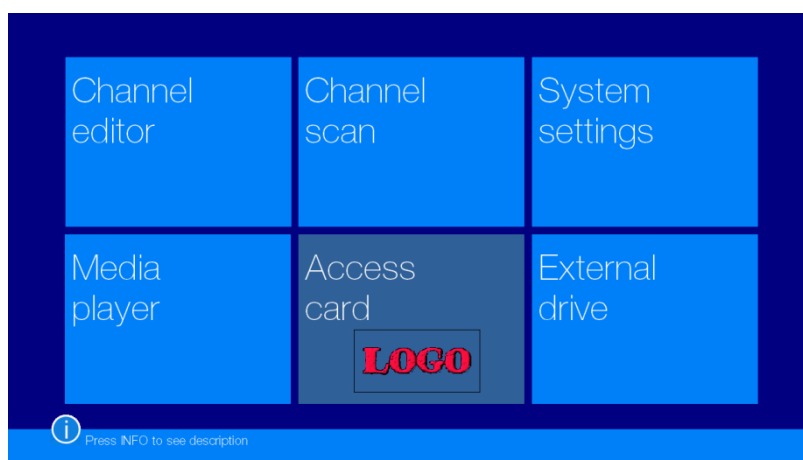 Channel
editor
Channel
scan
System
settings
Media
player
Access
card
LOGO
External
drive
i
Press INFO to see description